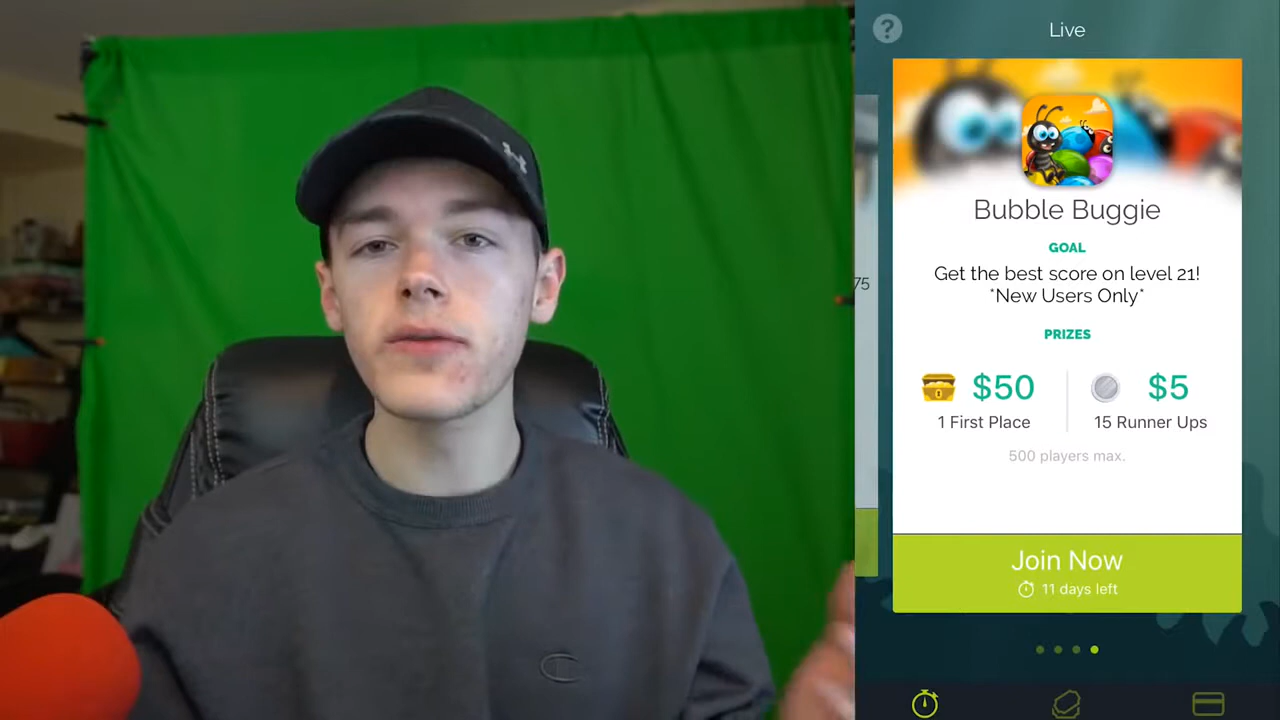 ?
Live
75
Bubble Buggie
GOAL
Get the best score on level 21!
*New Users Only*
PRIZES
$50
$5
1 First Place
15 Runner Ups
500 players max.
Join Now
11 days left